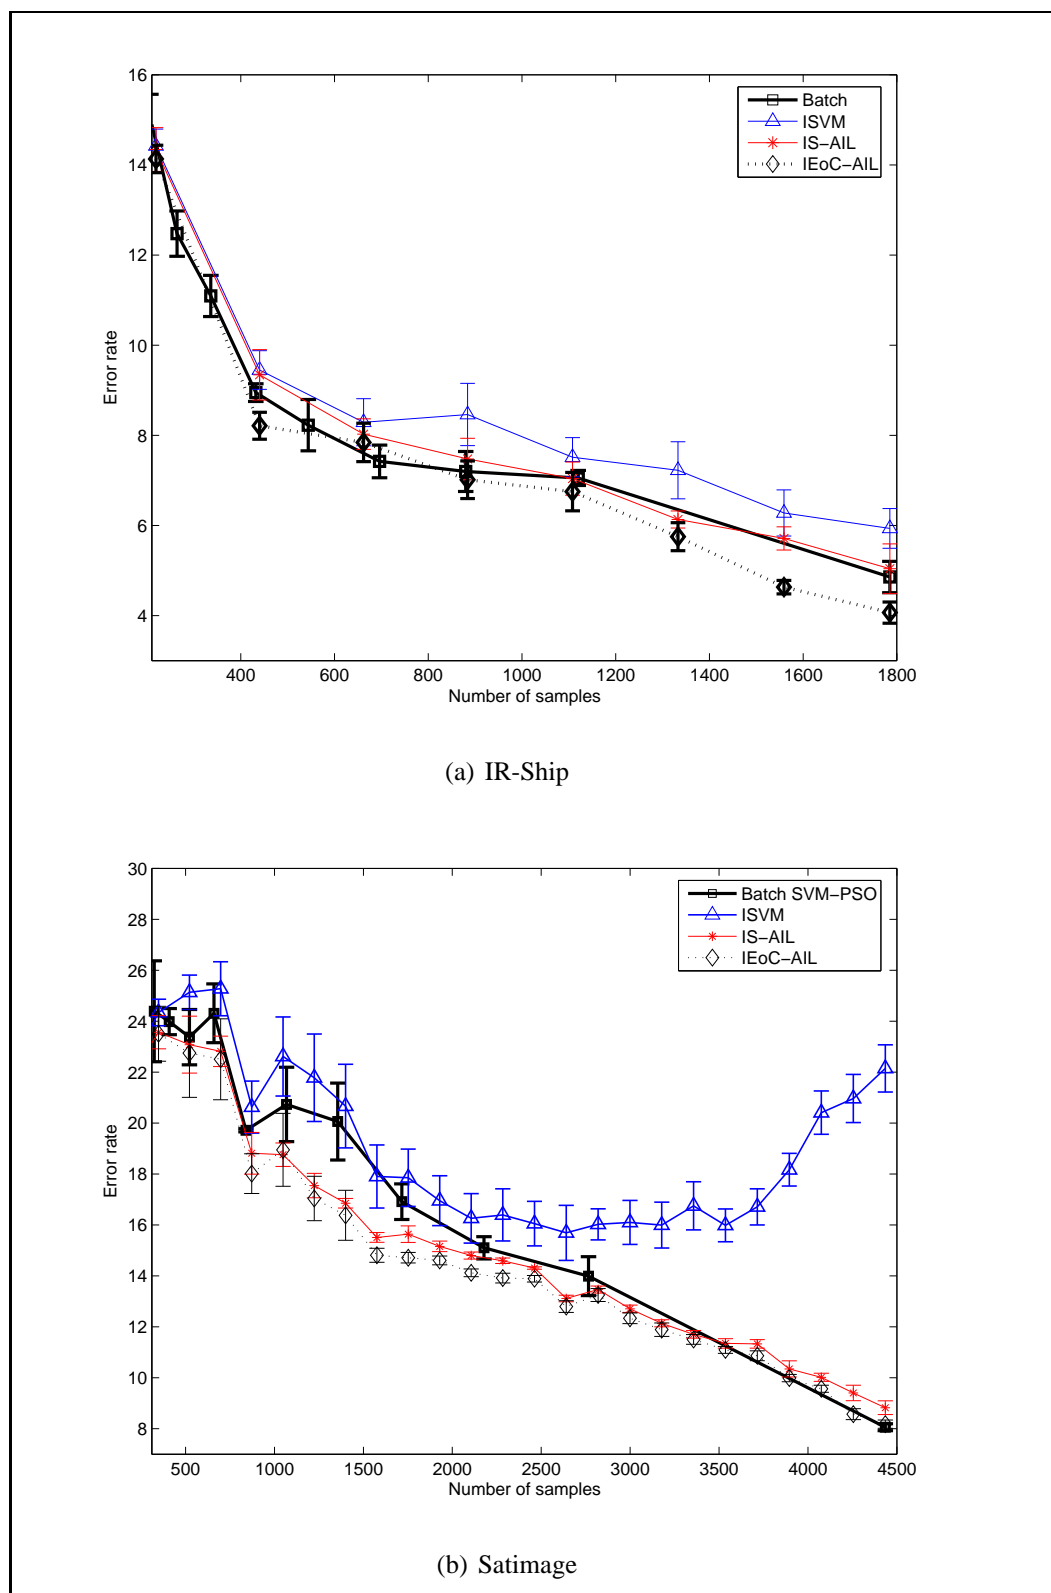 16
14
12
10
8
6
4
Error rate
Batch
ISVM
IS−AIL
IEoC−AIL
400 600 800 1000 1200 1400 1600 1800
Number of samples
(a) IR-Ship
30
28
26
24
22
20
18
16
14
12
10
8
Error rate
Batch SVM−PSO
ISVM
IS−AIL
IEoC−AIL
500 1000 1500 2000 2500 3000 3500 4000 4500
Number of samples
(b) Satimage